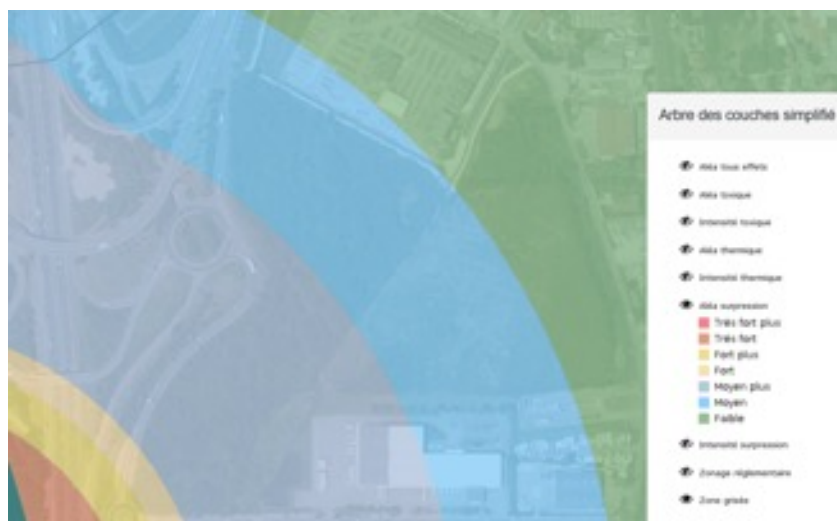 Arbre des couches simplifié
Aléa tous effets
Aléa toxique
Intensité toxique
Aléa thermique
Intensité thermique
Aléa surpression
Très fort plus
Très fort
Fort plus
Fort
Moyen plus
Moyen
Faible
Intensité surpression
Zonage réglementaire
Zone grisée